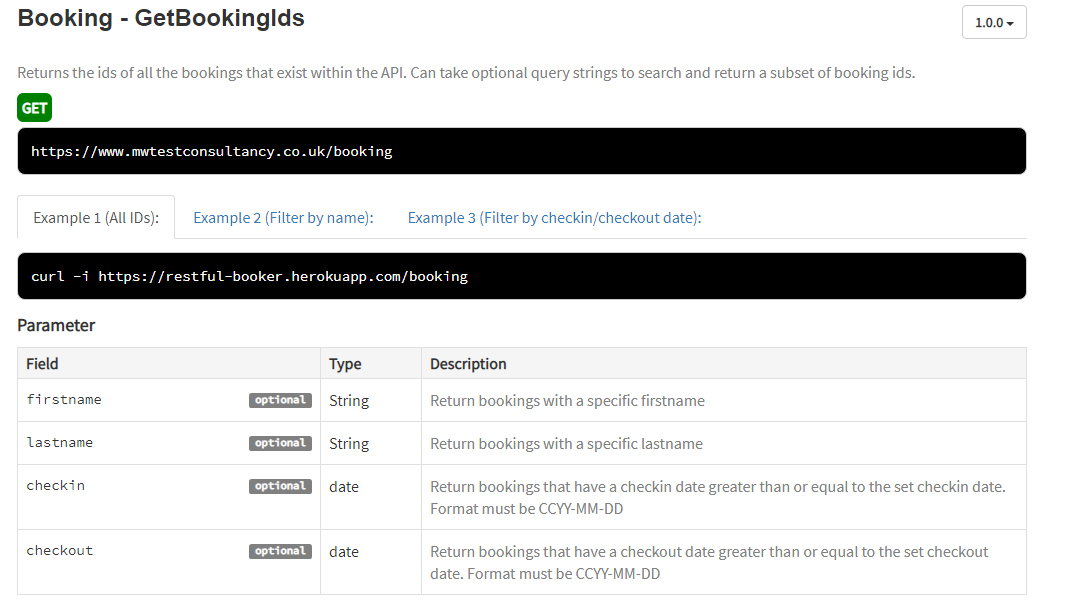 Booking - GetBookingIds
1.0.0
Returns the ids of all the bookings that exist within the API. Can take optional query strings to search and return a subset of booking ids.
GET
https://www.mwtestconsultancy.co.uk/booking
Example 1 (All IDs): Example 2 (Filter by name): Example 3 (Filter by checkin/checkout date):
curl -i https://restful-booker.herokuapp.com/booking
Parameter
Field Type Description
firstname optional String Return bookings with a specific firstname
lastname optional String Return bookings with a specific lastname
checkin optional date Return bookings that have a checkin date greater than or equal to the set checkin date.
Format must be CCYY-MM-DD
checkout optional date Return bookings that have a checkout date greater than or equal to the set checkout
date. Format must be CCYY-MM-DD